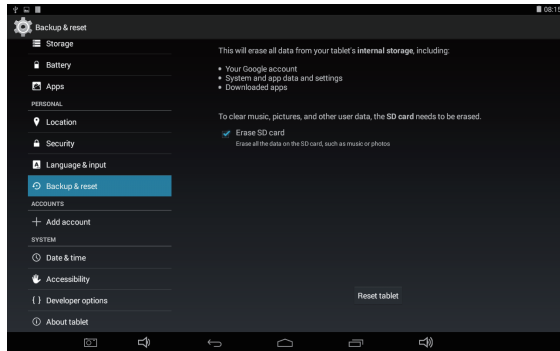 08:15
Backup & reset
Storage
Battery
Apps
PERSONAL
Location
Security
Language & input
Backup & reset
ACCOUNTS
Add account
SYSTEM
Date & time
Accessibility
Developer options
About tablet
This will erase all data from your tablet's internal storage, including:
• Your Google account
• System and app data and settings
• Downloaded apps
To clear music, pictures, and other user data, the SD card needs to be erased.
Erase SD card
Erase all the data on the SD card, such as music or photos
Reset tablet